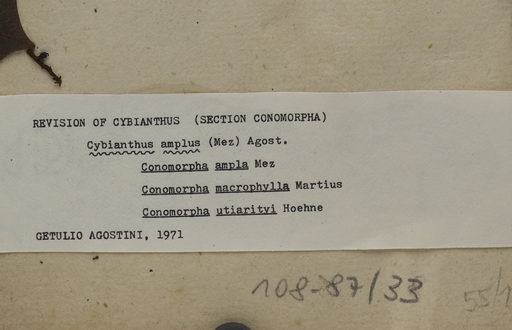 REVISION OF CYBIANTHUS (SECTION CONOMORPHA)
Cybianthus amplus (Mez) Agost.
Conomorpha ampla Mez
Conomorpha macrophylla Martius
Conomorpha utiarityi Hoehne
GETULIO AGOSTINI, 1971
108-87/33